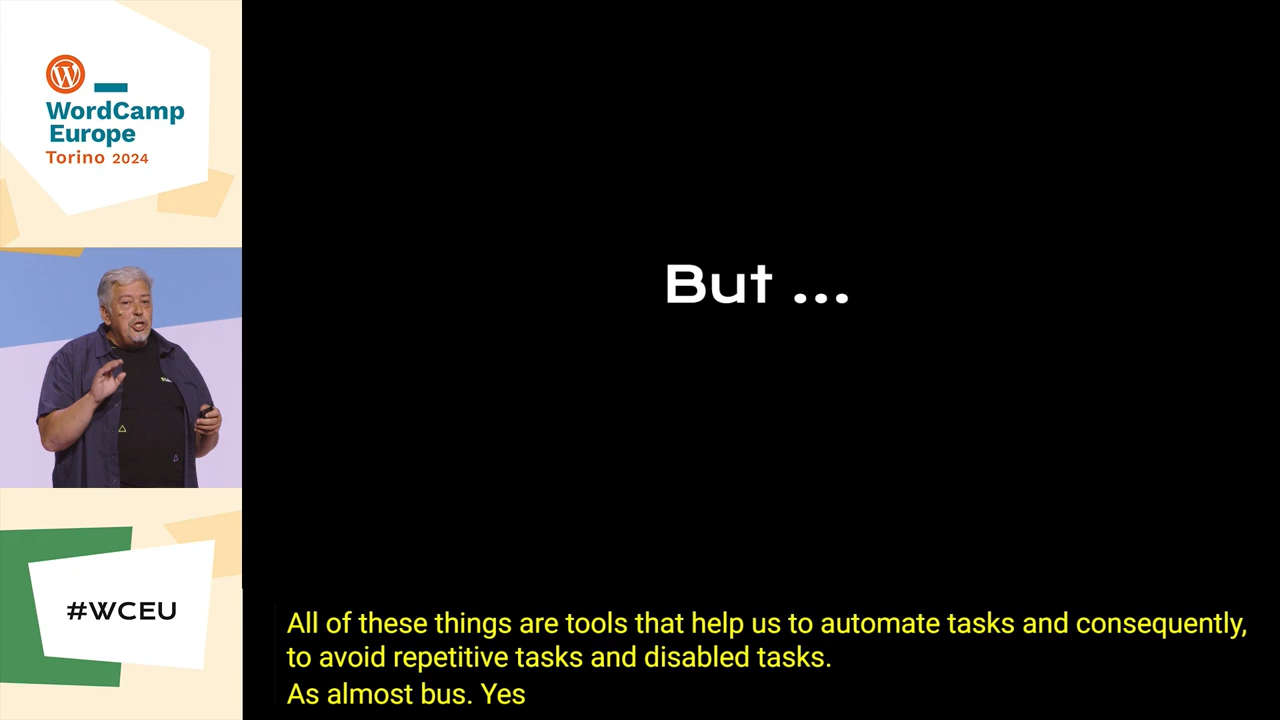 WordCamp
Europe
Torino 2024
But ...
#WCEU
All of these things are tools that help us to automate tasks and consequently,
to avoid repetitive tasks and disabled tasks.
As almost bus. Yes